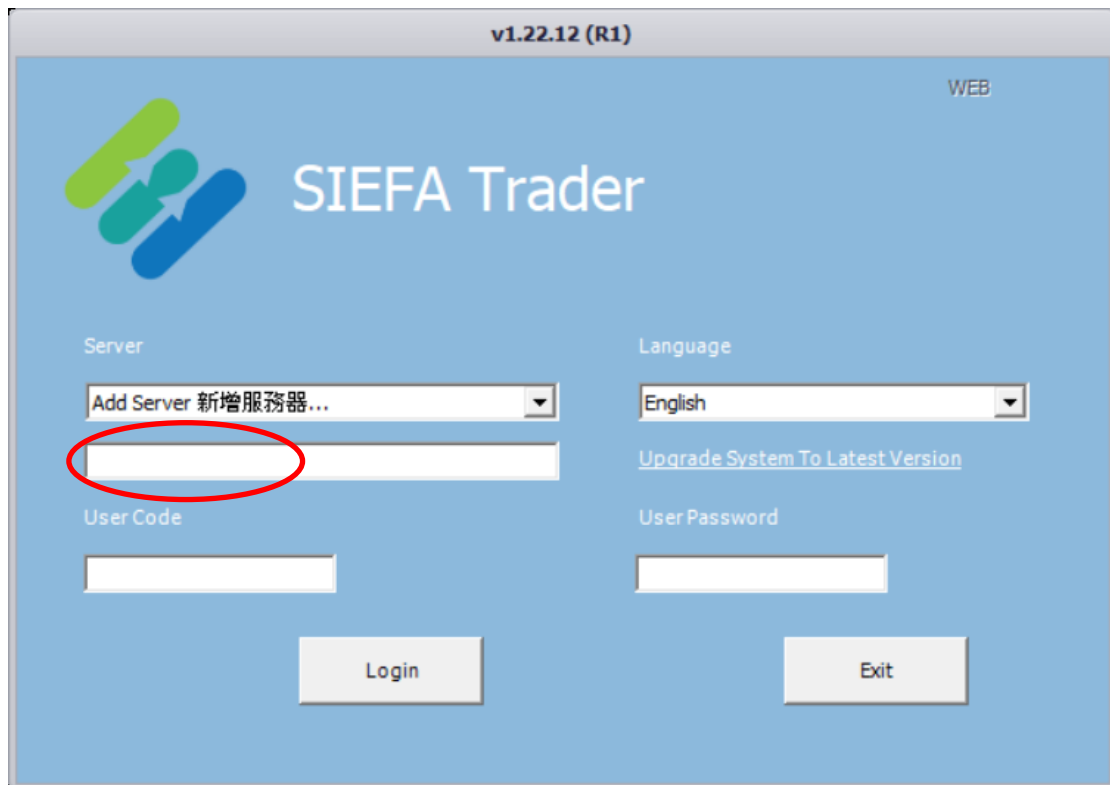 v1.22.12 (R1)
WEB
SIEFA Trader
Server
Language
Add Server 新增服務器...
English
Upgrade System To Latest Version
User Code
User Password
Login
Exit